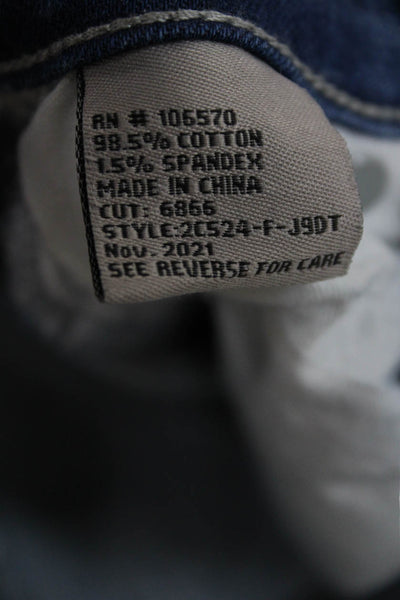 RN # 106570
98.5% COTTON
1.5% SPANDEX
MADE IN CHINA
CUT: 6866
STYLE:2C524-F-J9DT
Nov. 2021
SEE REVERSE FOR CARE